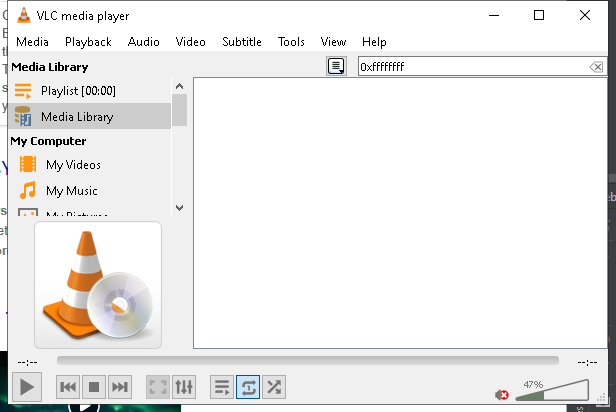 VLC media player
Media Playback Audio Video Subtitle Tools View Help
Media Library
0xffffffff
Playlist [00:00]
Media Library
My Computer
My Videos
My Music
My Pictures
--:--
--:--
47%